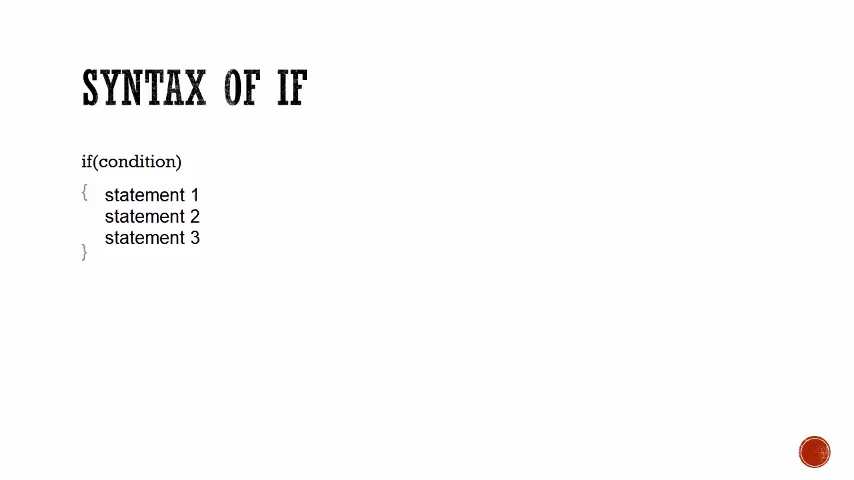 SYNTAX OF IF
if(condition)
{ statement 1
statement 2
statement 3
}